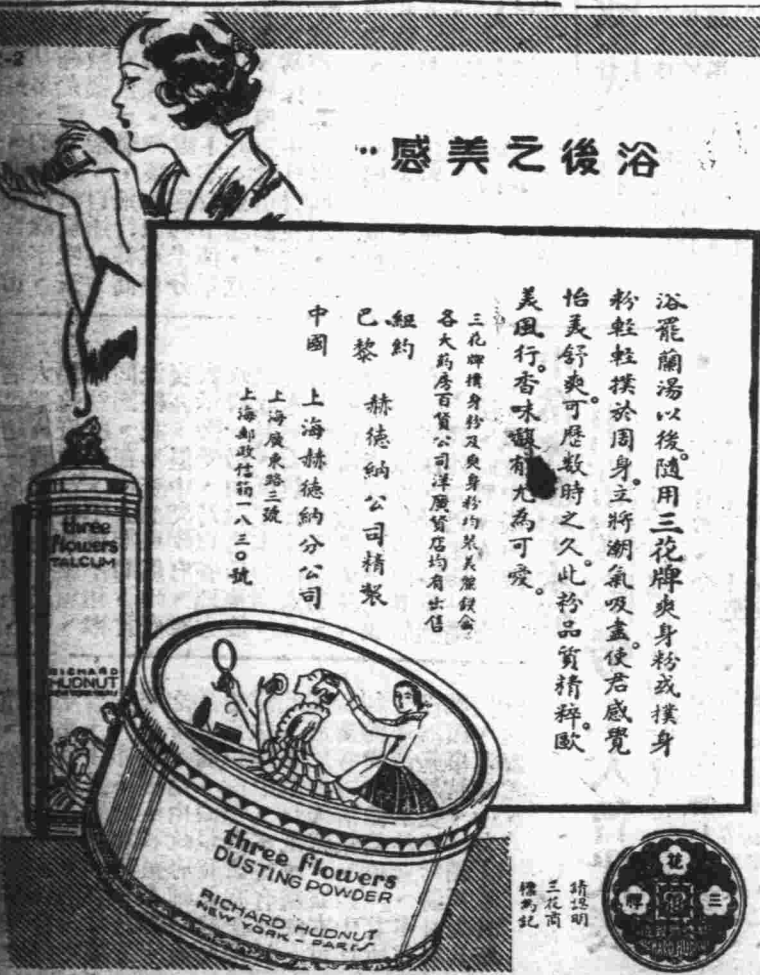 浴後之美感
浴罷蘭湯以後。隨用三花牌爽身粉或撲身
粉輕輕撲於周身。立將潮氣吸盡。使君感覺
怡美舒爽。可歷數時之久。此粉品質精粹。歐
美風行。香味 尤為可愛。
三花牌撲身粉及爽身粉均裝美麗鐵盒
各大藥房百貨公司洋廣貨店均有出售
紐約
巴黎
赫德納公司精製
中國 上海赫德納分公司
上海廣東路三號
上海郵政信箱一八三〇號
three
flowers
TALCUM
RICHARD
HUDNUT
NEW YORK PARIS
three flowers
DUSTING POWDER
RICHARD HUDNUT
NEW YORK - PARIS
請認明
三花商
標為記
三花牌